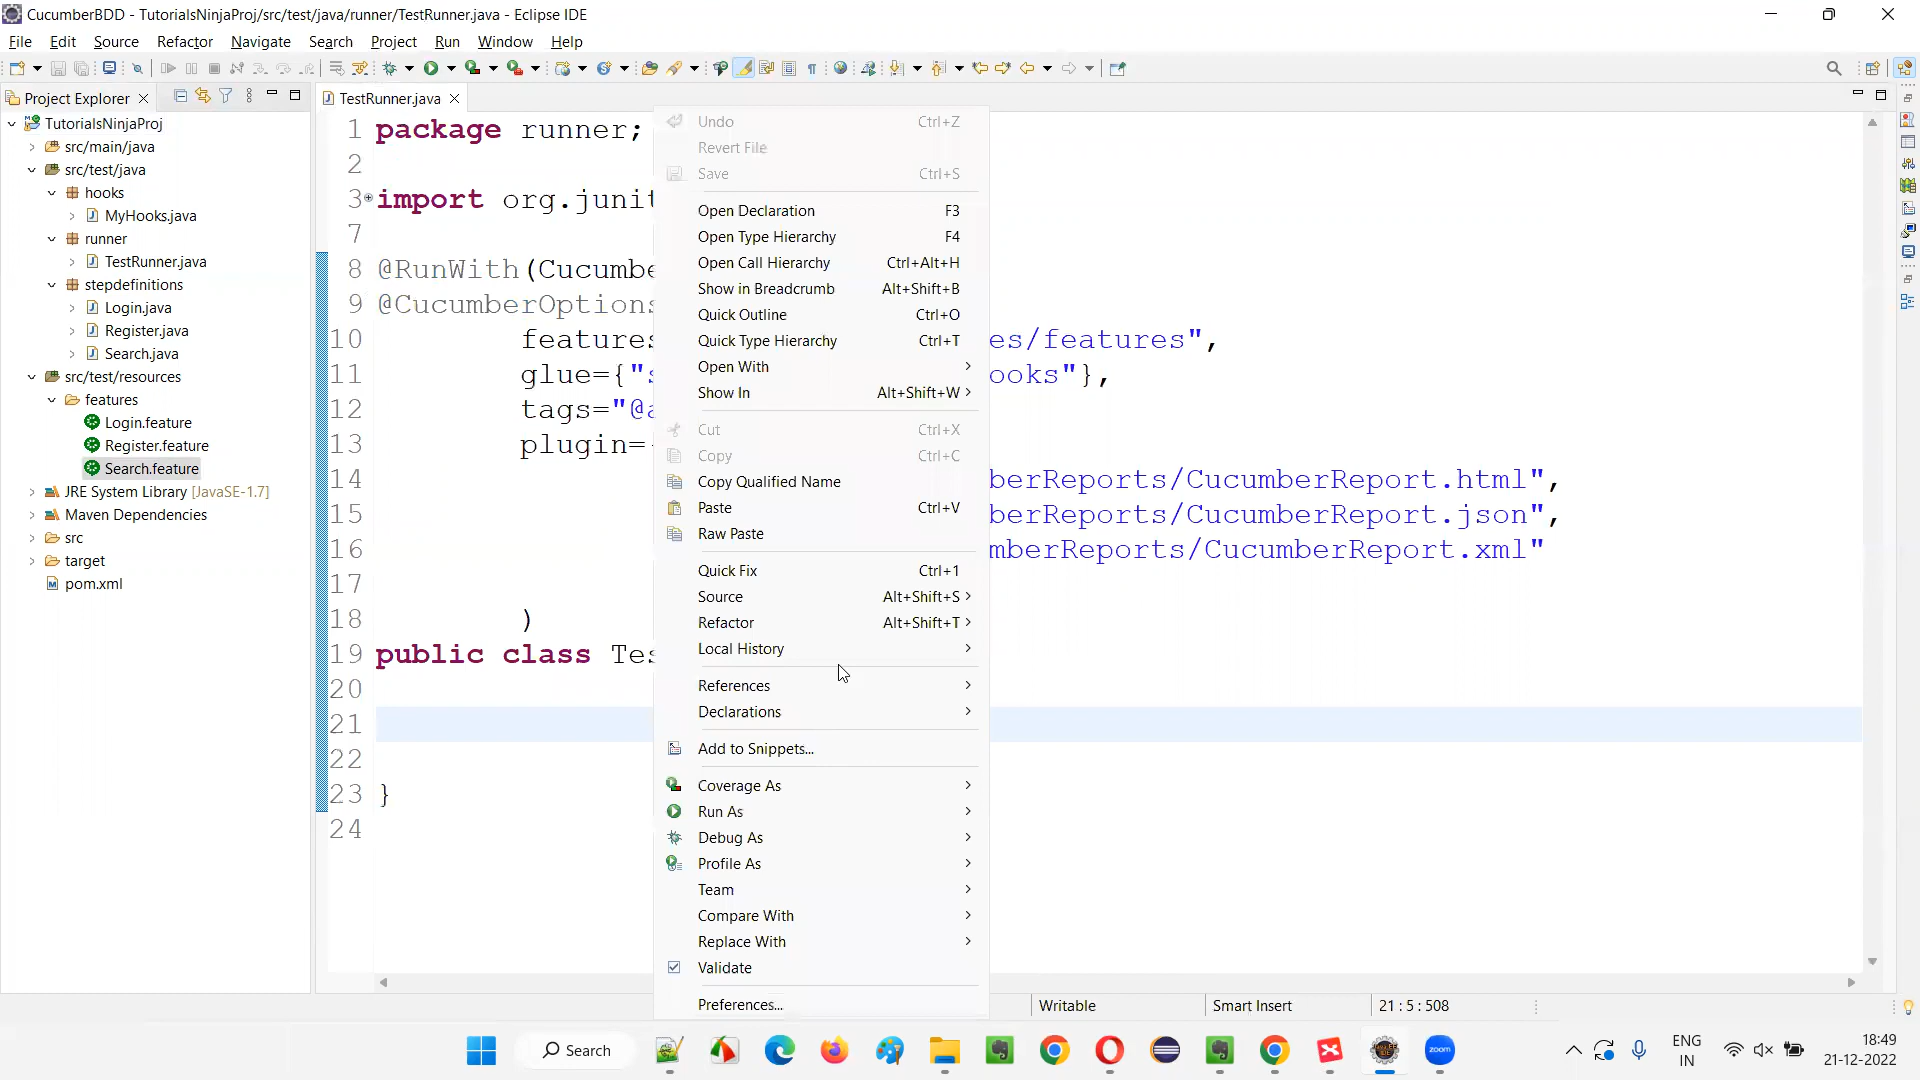 CucumberBDD - TutorialsNinjaProj/src/test/java/runner/TestRunner.java - Eclipse IDE
File Edit Source Refactor Navigate Search Project Run Window Help
Project Explorer
TestRunner.java
TutorialsNinjaProj
src/main/java
src/test/java
hooks
MyHooks.java
runner
TestRunner.java
stepdefinitions
Login.java
Register.java
Search.java
src/test/resources
features
Login.feature
Register.feature
Search.feature
JRE System Library [JavaSE-1.7]
Maven Dependencies
src
target
pom.xml
1 package runner;
2
3 import org.junit
7
8 @RunWith(Cucumbe
9 @CucumberOptions
10 features es/features",
11 glue={"s ooks"},
12 tags="@a
13 plugin={
14 berReports/CucumberReport.html",
15 berReports/CucumberReport.json",
16 mberReports/CucumberReport.xml"
17
18 )
19 public class Tes
20
21
22
23 }
24
Undo Ctrl+Z
Revert File
Save Ctrl+S
Open Declaration F3
Open Type Hierarchy F4
Open Call Hierarchy Ctrl+Alt+H
Show in Breadcrumb Alt+Shift+B
Quick Outline Ctrl+O
Quick Type Hierarchy Ctrl+T
Open With
Show In Alt+Shift+W
Cut Ctrl+X
Copy Ctrl+C
Copy Qualified Name
Paste Ctrl+V
Raw Paste
Quick Fix Ctrl+1
Source Alt+Shift+S
Refactor Alt+Shift+T
Local History
References
Declarations
Add to Snippets...
Coverage As
Run As
Debug As
Profile As
Team
Compare With
Replace With
Validate
Preferences...
Writable Smart Insert 21 : 5 : 508
Search
zoom
ENG
IN
18:49
21-12-2022